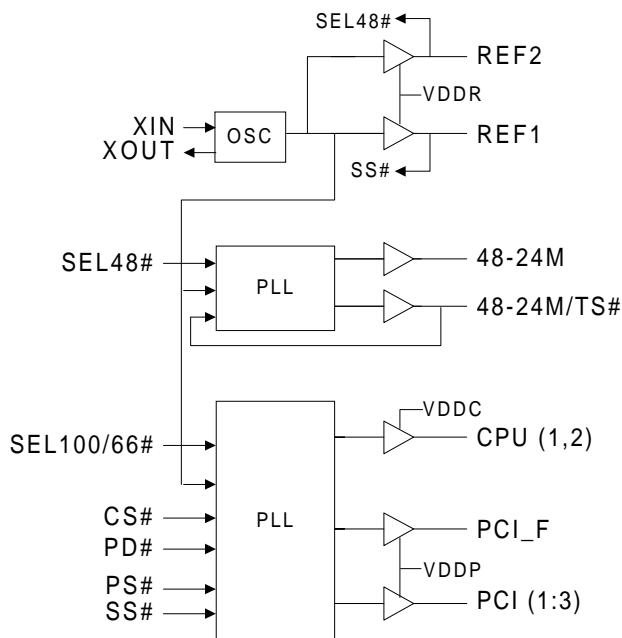 SEL48#
REF2
VDDR
XIN
OSC
REF1
XOUT
SS#
SEL48#
PLL
48-24M
48-24M/TS#
VDDC
SEL100/66#
CPU (1,2)
CS#
PLL
PCI_F
PD#
VDDP
PS#
PCI (1:3)
SS#